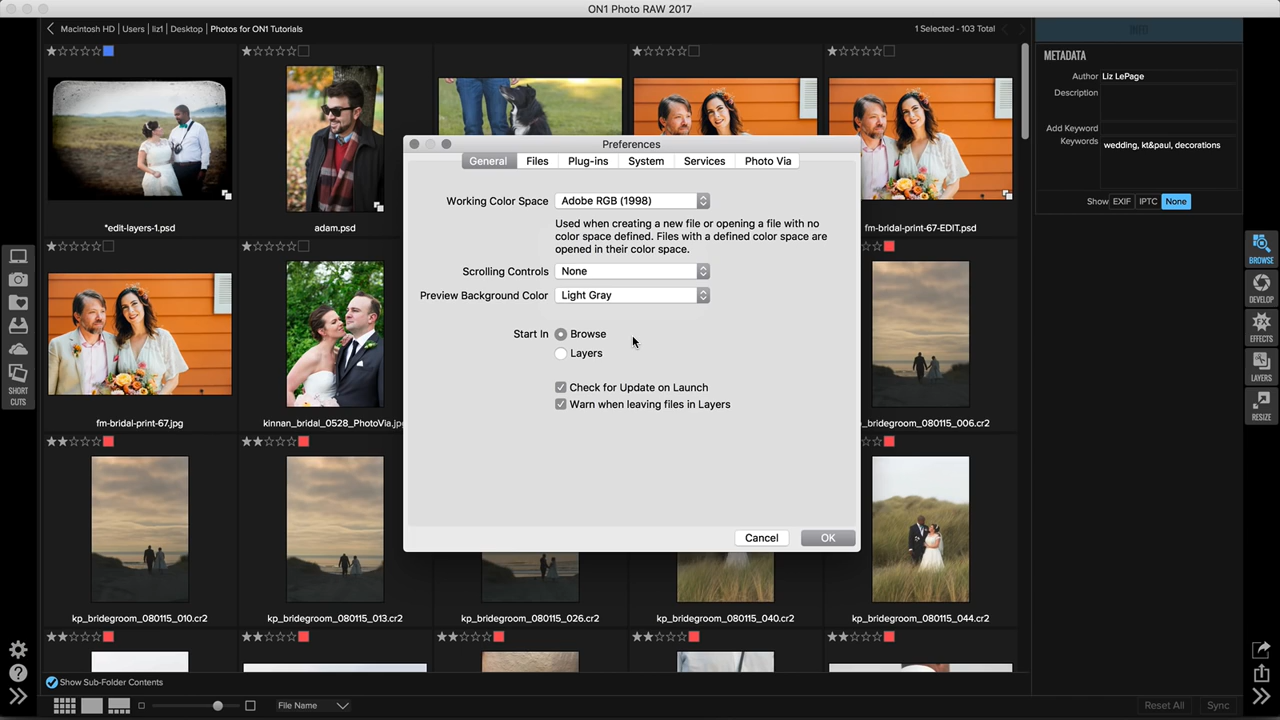 ON1 Photo RAW 2017
Macintosh HD | Users | liz1 | Desktop | Photos for ON1 Tutorials
1 Selected - 103 Total
METADATA
Author Liz LePage
Description
Add Keyword
Keywords wedding, kt&paul, decorations
Show EXIF IPTC None
Preferences
General Files Plug-ins System Services Photo Via
Working Color Space Adobe RGB (1998)
Used when creating a new file or opening a file with no
color space defined. Files with a defined color space are
opened in their color space.
Scrolling Controls None
Preview Background Color Light Gray
Start In Browse
Layers
Check for Update on Launch
Warn when leaving files in Layers
Cancel OK
*edit-layers-1.psd
adam.psd
fm-bridal-print-67-EDIT.psd
fm-bridal-print-67.jpg
kinnan_bridal_0528_PhotoVia.jp
p_bridegroom_080115_006.cr2
kp_bridegroom_080115_010.cr2
kp_bridegroom_080115_013.cr2
kp_bridegroom_080115_026.cr2
kp_bridegroom_080115_040.cr2
kp_bridegroom_080115_044.cr2
SHORT
CUTS
BROWSE
DEVELOP
EFFECTS
LAYERS
RESIZE
Show Sub-Folder Contents
File Name
Reset All Sync